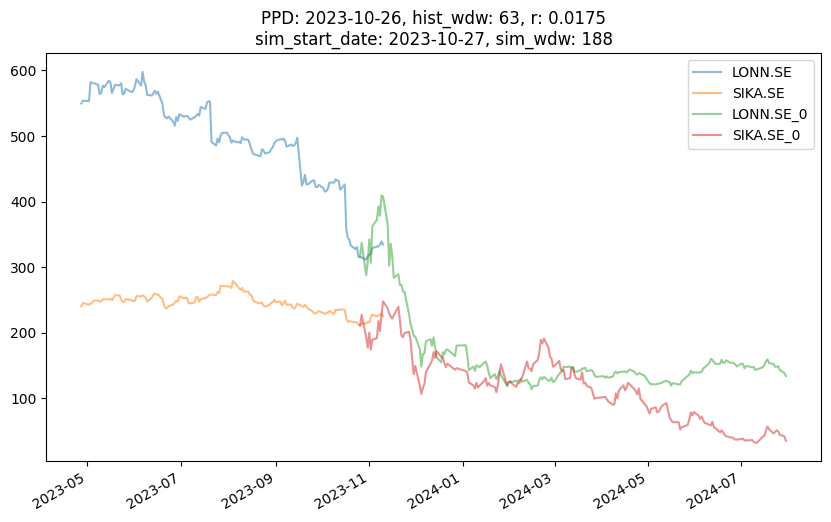 PPD: 2023-10-26, hist_wdw: 63, r: 0.0175
sim_start_date: 2023-10-27, sim_wdw: 188
LONN.SE
SIKA.SE
LONN.SE_0
SIKA.SE_0
600
500
400
300
200
100
2023-05
2023-07
2023-09
2023-11
2024-01
2024-03
2024-05
2024-07